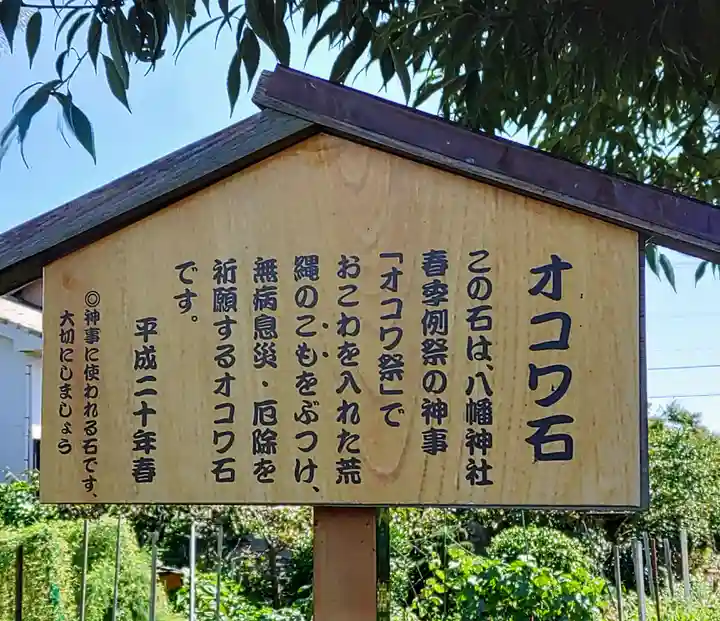 オコワ石
この石は、八幡神社
春季例祭の神事
「オコワ祭」で
おこわを入れた荒
縄のこもをぶつけ、
無病息災・厄除を
祈願するオコワ石
です。
平成二十年春
◎神事に使われる石です、
大切にしましょう